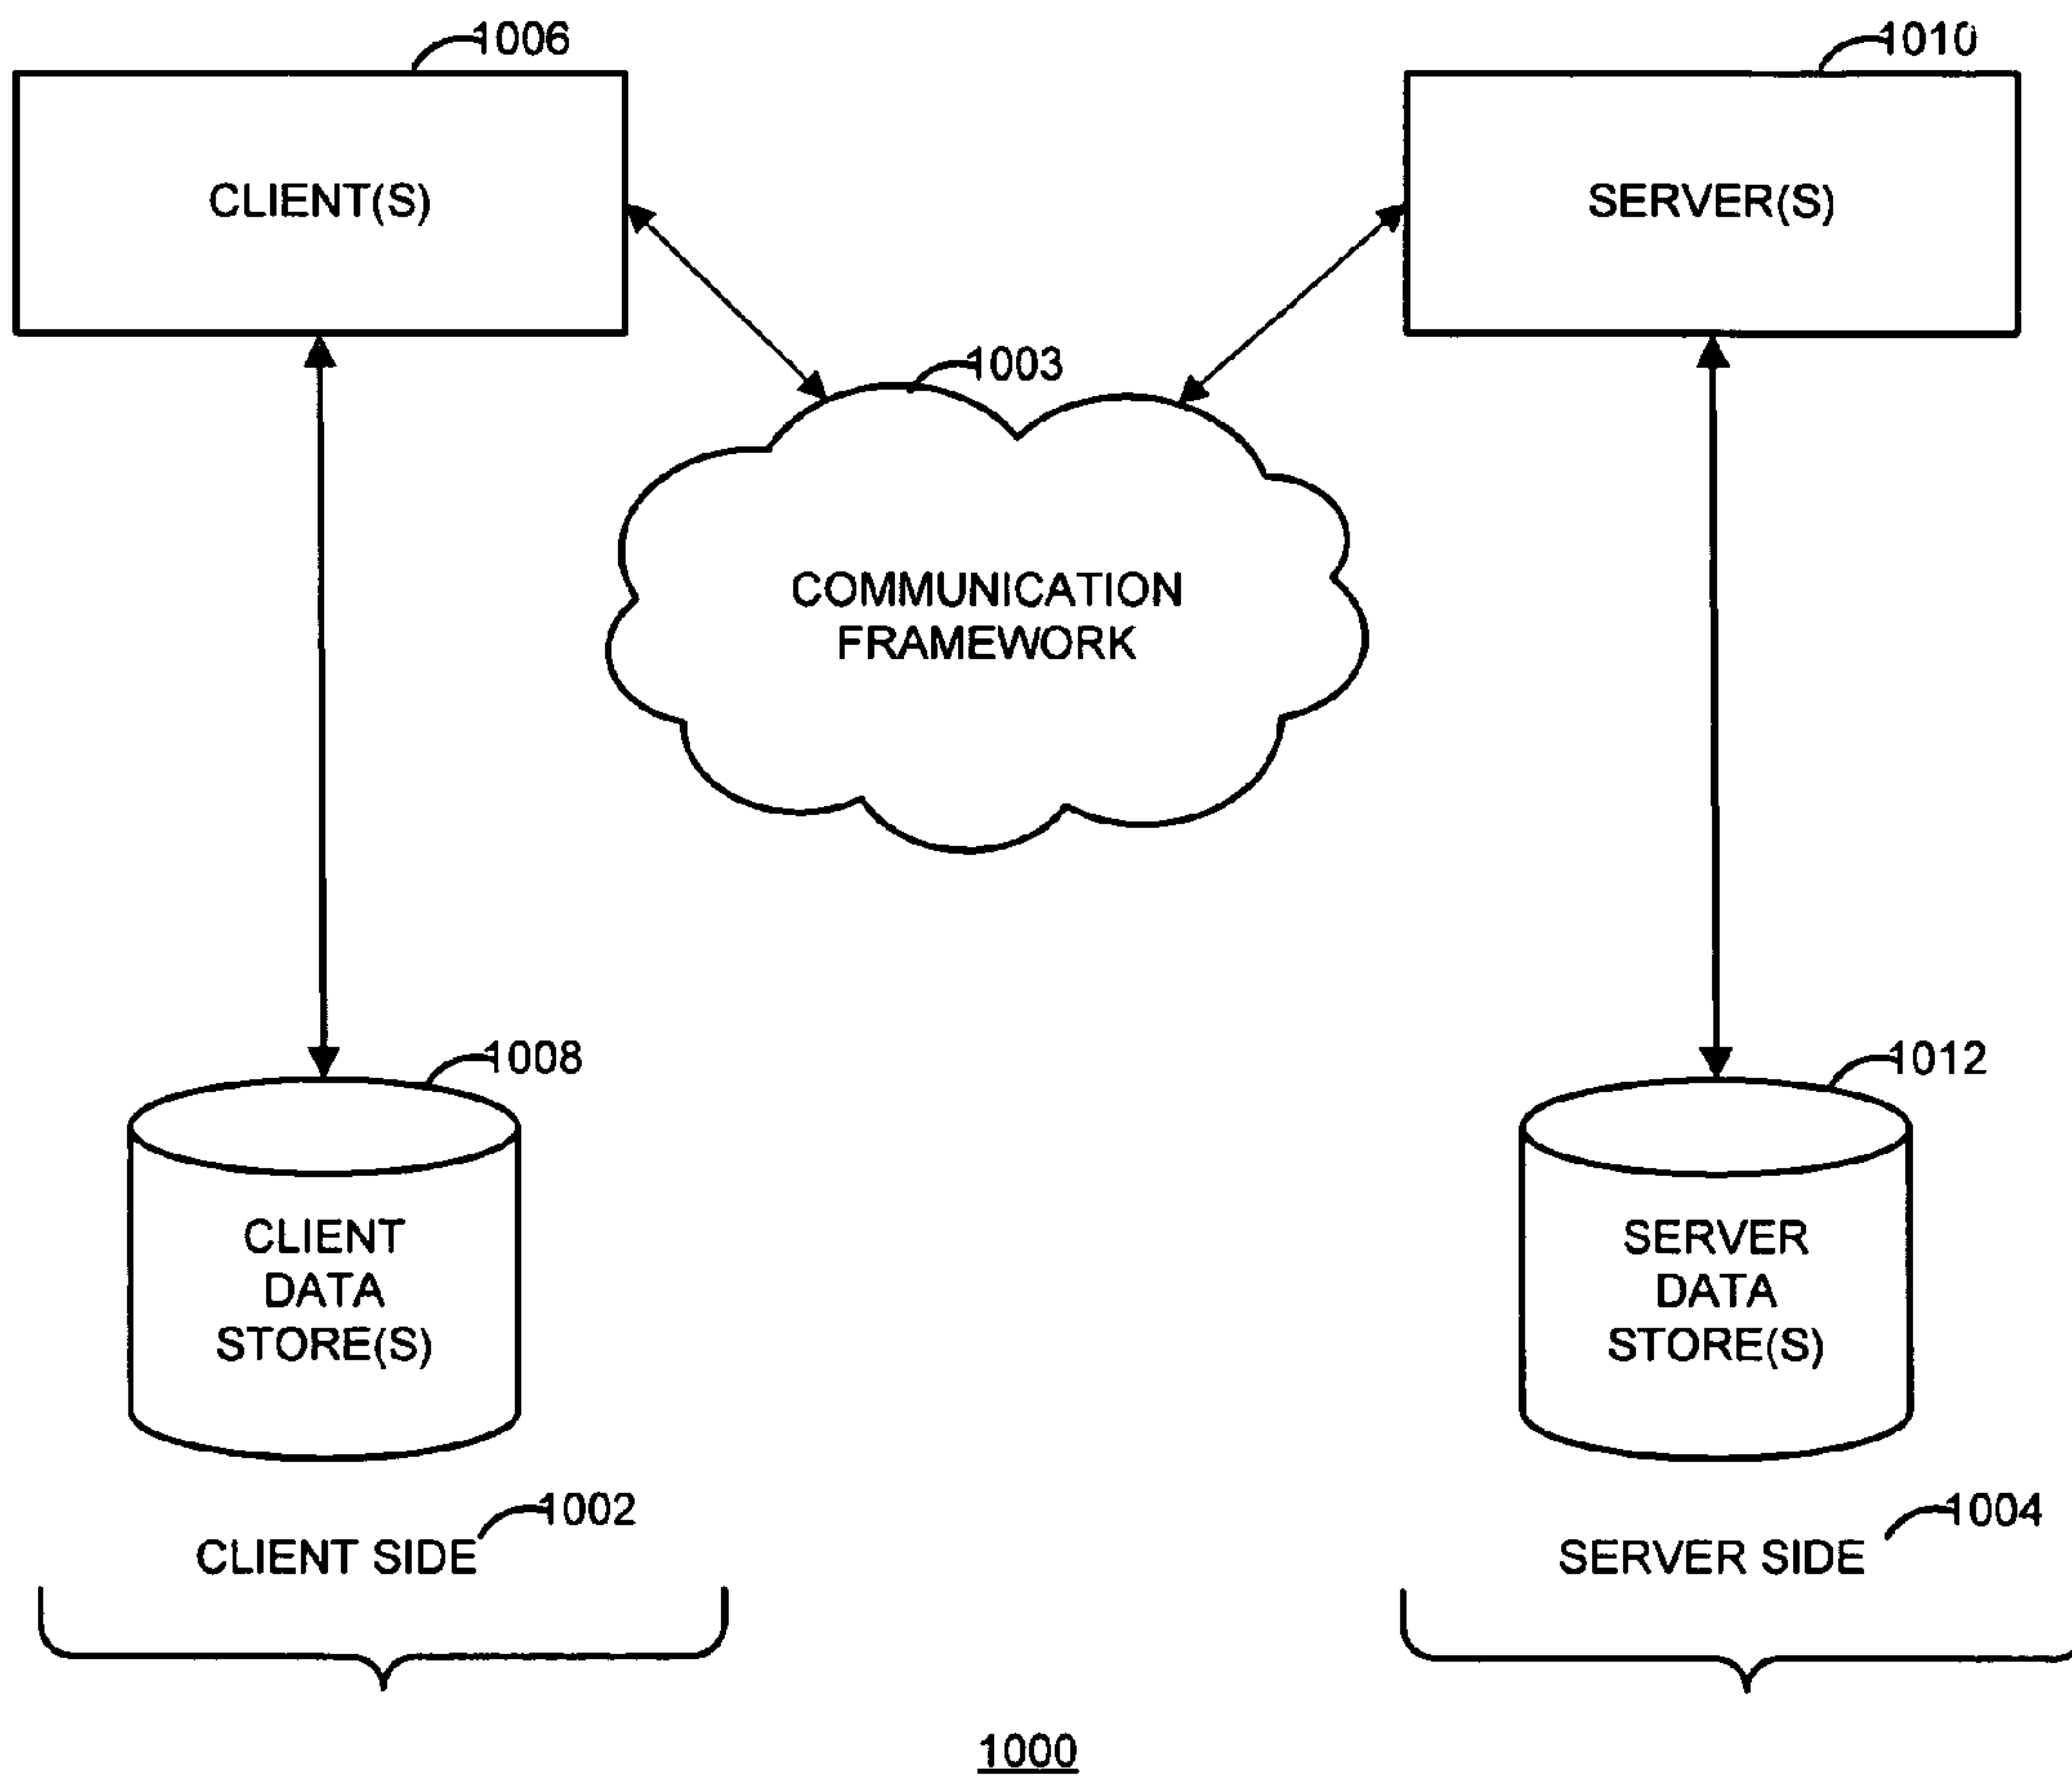 1006
1010
CLIENT(S)
SERVER(S)
1003
COMMUNICATION
FRAMEWORK
1008
1012
CLIENT
DATA
STORE(S)
SERVER
DATA
STORE(S)
1002
1004
CLIENT SIDE
SERVER SIDE
1000